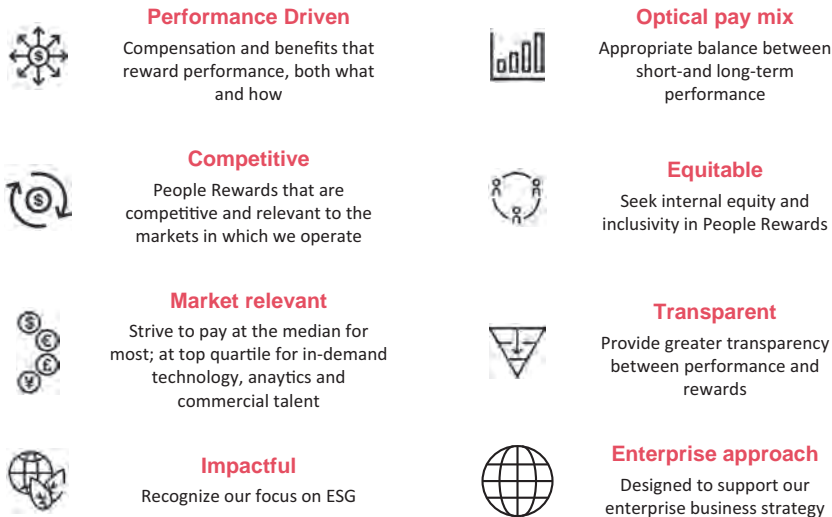 Performance Driven
Compensation and benefits that
reward performance, both what
and how
Optical pay mix
Appropriate balance between
short-and long-term
performance
Competitive
People Rewards that are
competitive and relevant to the
markets in which we operate
Equitable
Seek internal equity and
inclusivity in People Rewards
Market relevant
Strive to pay at the median for
most; at top quartile for in-demand
technology, anaytics and
commercial talent
Transparent
Provide greater transparency
between performance and
rewards
Impactful
Recognize our focus on ESG
Enterprise approach
Designed to support our
enterprise business strategy